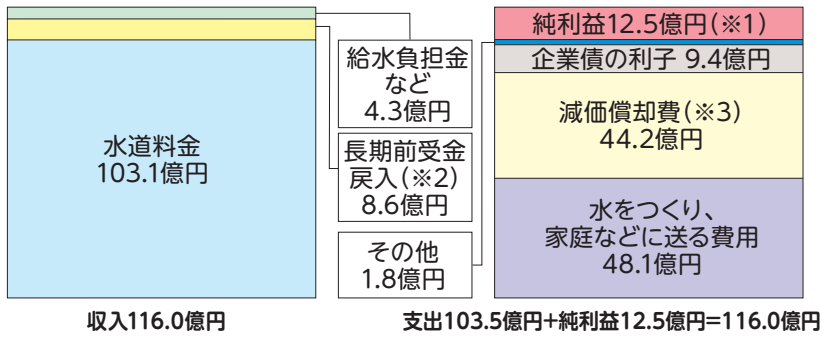 水道料金
103.1億円
給水負担金
など
4.3億円
長期前受金
戻入(※2)
8.6億円
その他
1.8億円
純利益12.5億円(※1)
企業債の利子 9.4億円
減価償却費(※3)
44.2億円
水をつくり、
家庭などに送る費用
48.1億円
収入116.0億円
支出103.5億円+純利益12.5億円=116.0億円